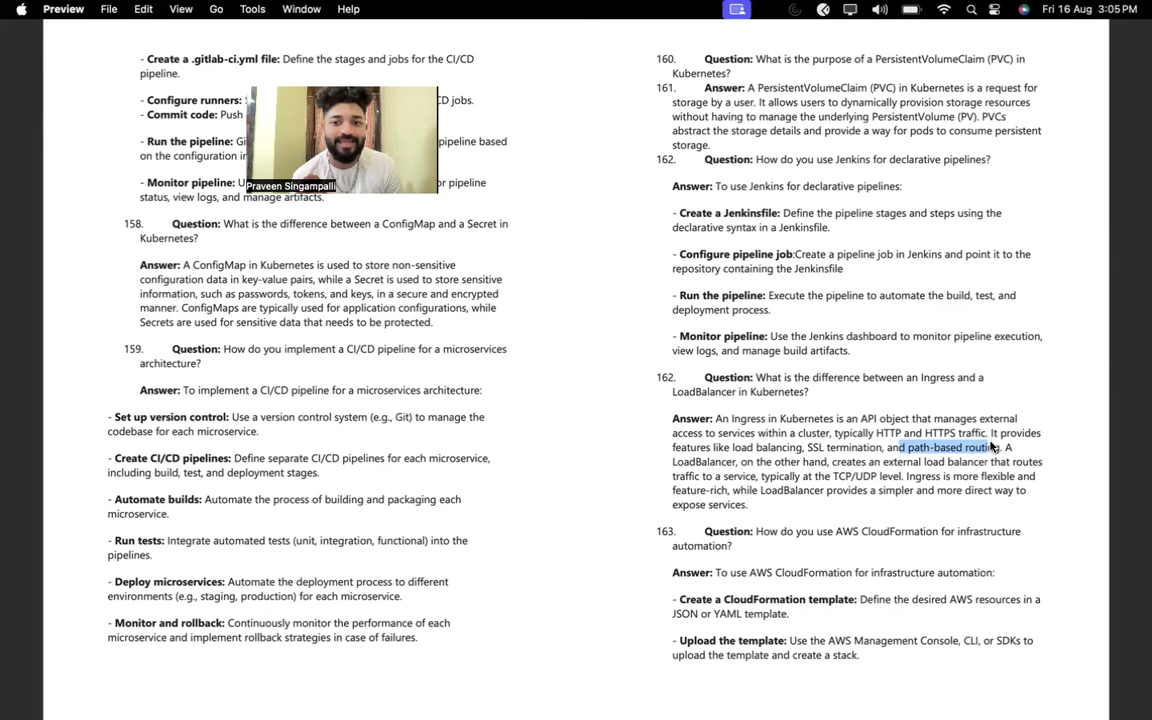 Preview File Edit View Go Tools Window Help Fri 16 Aug 3:05 PM
- Create a .gitlab-ci.yml file: Define the stages and jobs for the CI/CD
pipeline.
- Configure runners: CD jobs.
- Commit code: Push
- Run the pipeline: pipeline based
on the configuration
- Monitor pipeline: or pipeline
status, view logs, and manage artifacts.
Praveen Singampalli
158. Question: What is the difference between a ConfigMap and a Secret in
Kubernetes?
Answer: A ConfigMap in Kubernetes is used to store non-sensitive
configuration data in key-value pairs, while a Secret is used to store sensitive
information, such as passwords, tokens, and keys, in a secure and encrypted
manner. ConfigMaps are typically used for application configurations, while
Secrets are used for sensitive data that needs to be protected.
159. Question: How do you implement a CI/CD pipeline for a microservices
architecture?
Answer: To implement a CI/CD pipeline for a microservices architecture:
- Set up version control: Use a version control system (e.g., Git) to manage the
codebase for each microservice.
- Create CI/CD pipelines: Define separate CI/CD pipelines for each microservice,
including build, test, and deployment stages.
- Automate builds: Automate the process of building and packaging each
microservice.
- Run tests: Integrate automated tests (unit, integration, functional) into the
pipelines.
- Deploy microservices: Automate the deployment process to different
environments (e.g., staging, production) for each microservice.
- Monitor and rollback: Continuously monitor the performance of each
microservice and implement rollback strategies in case of failures.
160. Question: What is the purpose of a PersistentVolumeClaim (PVC) in
Kubernetes?
161. Answer: A PersistentVolumeClaim (PVC) in Kubernetes is a request for
storage by a user. It allows users to dynamically provision storage resources
without having to manage the underlying PersistentVolume (PV). PVCs
abstract the storage details and provide a way for pods to consume persistent
storage.
162. Question: How do you use Jenkins for declarative pipelines?
Answer: To use Jenkins for declarative pipelines:
- Create a Jenkinsfile: Define the pipeline stages and steps using the
declarative syntax in a Jenkinsfile.
- Configure pipeline job:Create a pipeline job in Jenkins and point it to the
repository containing the Jenkinsfile
- Run the pipeline: Execute the pipeline to automate the build, test, and
deployment process.
- Monitor pipeline: Use the Jenkins dashboard to monitor pipeline execution,
view logs, and manage build artifacts.
162. Question: What is the difference between an Ingress and a
LoadBalancer in Kubernetes?
Answer: An Ingress in Kubernetes is an API object that manages external
access to services within a cluster, typically HTTP and HTTPS traffic. It provides
features like load balancing, SSL termination, and path-based routing. A
LoadBalancer, on the other hand, creates an external load balancer that routes
traffic to a service, typically at the TCP/UDP level. Ingress is more flexible and
feature-rich, while LoadBalancer provides a simpler and more direct way to
expose services.
163. Question: How do you use AWS CloudFormation for infrastructure
automation?
Answer: To use AWS CloudFormation for infrastructure automation:
- Create a CloudFormation template: Define the desired AWS resources in a
JSON or YAML template.
- Upload the template: Use the AWS Management Console, CLI, or SDKs to
upload the template and create a stack.